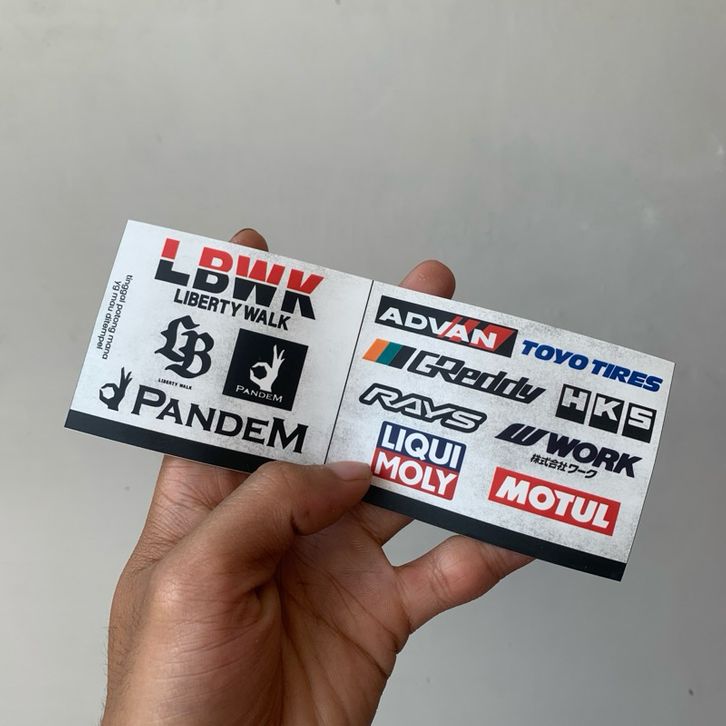 tinggal potong mana
yg mau ditempel
LBWK
LIBERTY WALK
LB
LIBERTY WALK
PANDEM
PANDEM
ADVAN
TOYO TIRES
GReddy
HKS
RAYS
WORK
株式会社ワーク
LIQUI
MOLY
MOTUL